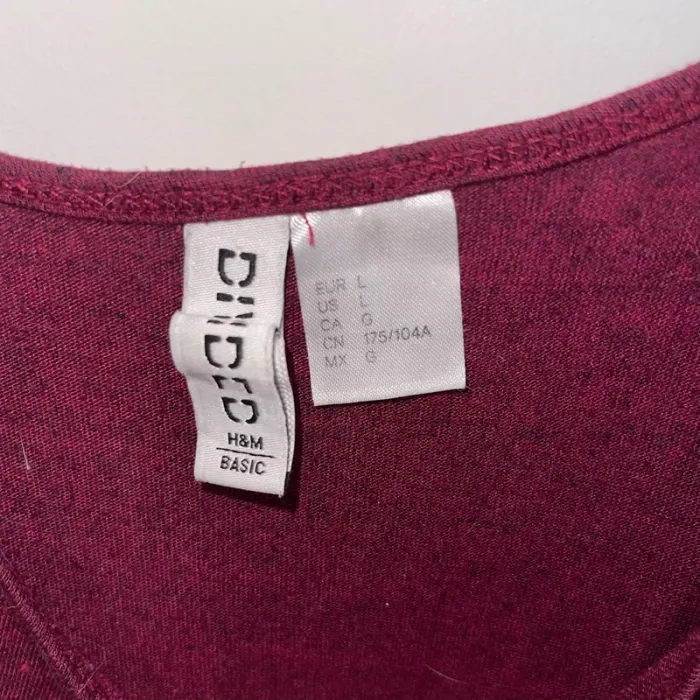 DIVIDED
H&M
BASIC
EUR L
US L
CA G
CN 175/104A
MX G